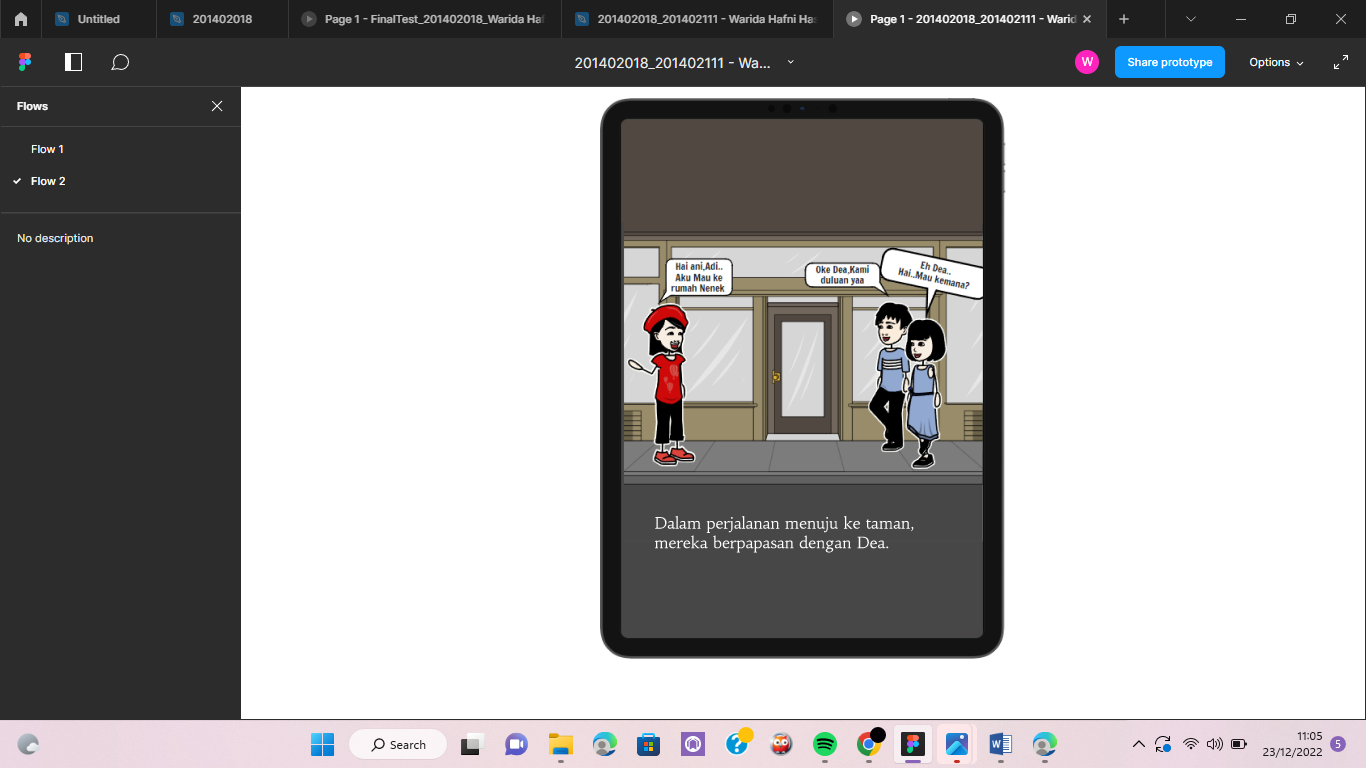 Untitled
201402018
Page 1 - FinalTest_201402018_Warida Haf
201402018_201402111 - Warida Hafni Has
Page 1 - 201402018_201402111 - Warid
201402018_201402111 - Wa...
W
Share prototype
Options
Flows
Flow 1
Flow 2
No description
Hai ani,Adi..
Aku Mau ke
rumah Nenek
Oke Dea,Kami
duluan yaa
Eh Dea..
Hai..Mau kemana?
Dalam perjalanan menuju ke taman,
mereka berpapasan dengan Dea.
Search
11:05
23/12/2022
5